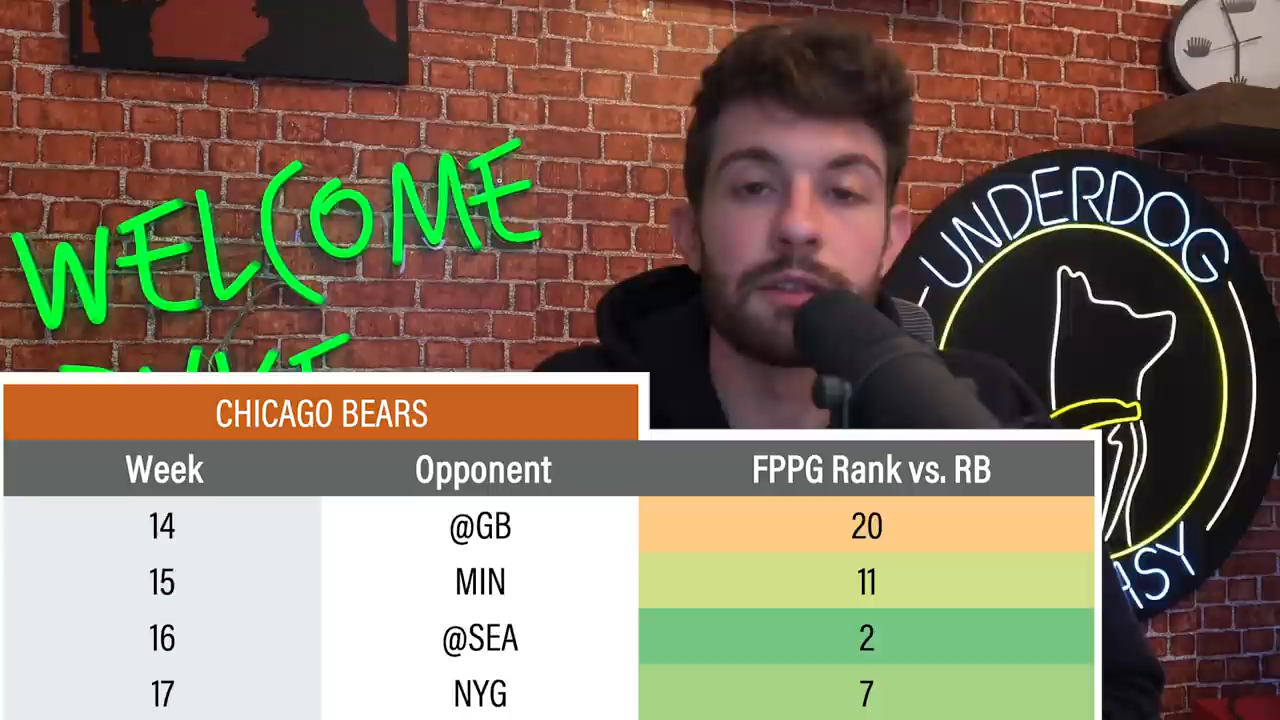 WELCOME
UNDERDOG
CHICAGO BEARS
Week Opponent FPPG Rank vs. RB
14 @GB 20
15 MIN 11
16 @SEA 2
17 NYG 7